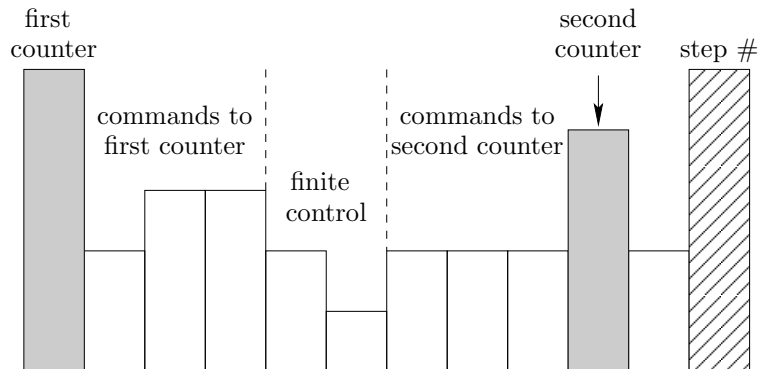 first
counter
second
counter
step #
commands to
first counter
commands to
second counter
finite
control